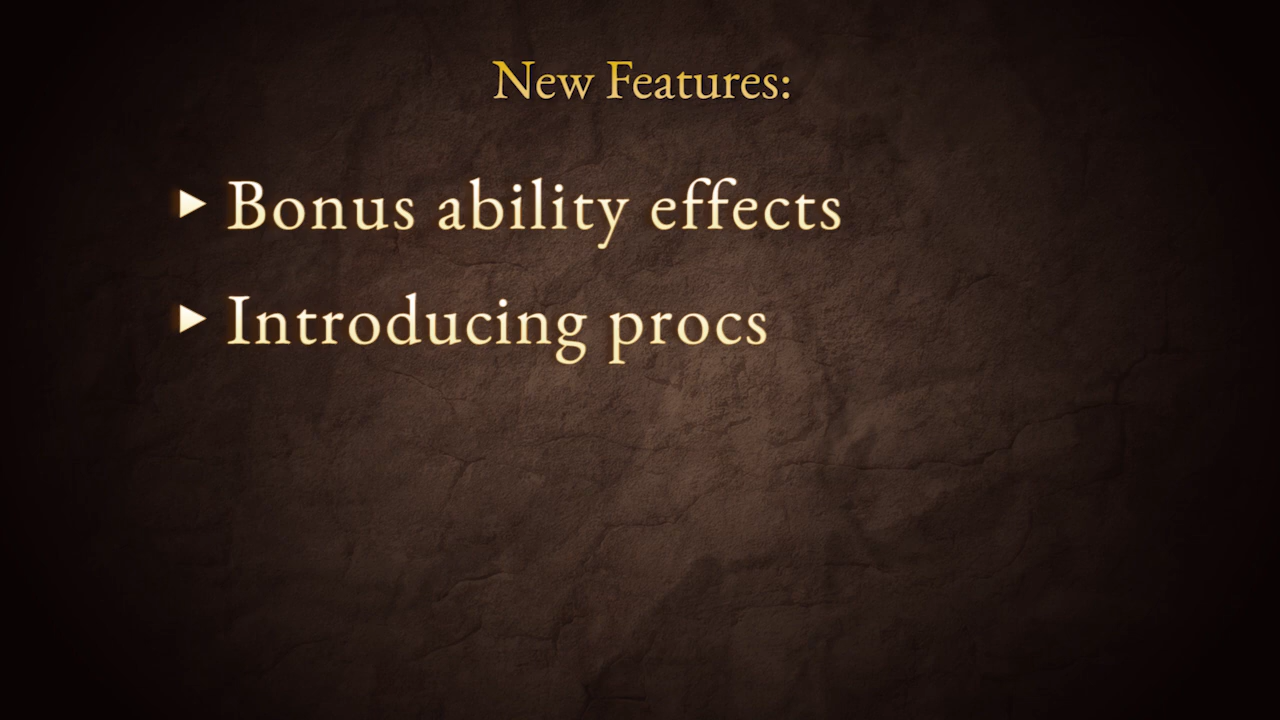 New Features:
▶ Bonus ability effects
▶ Introducing procs